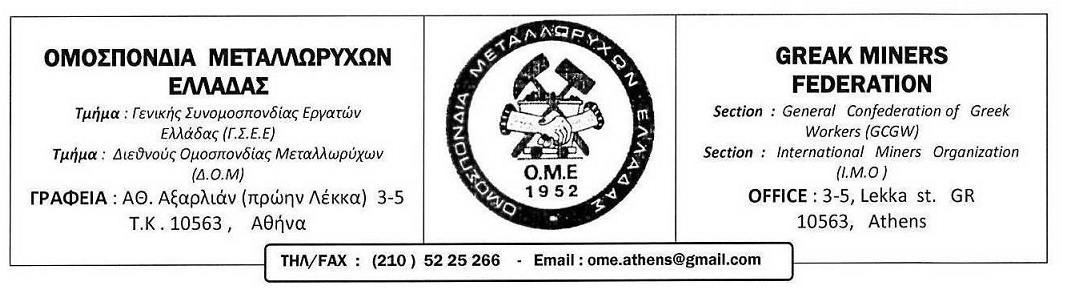 ΟΜΟΣΠΟΝΔΙΑ ΜΕΤΑΛΛΩΡΥΧΩΝ
ΕΛΛΑΔΑΣ
Τμήμα : Γενικής Συνομοσπονδίας Εργατών
Ελλάδας (Γ.Σ.Ε.Ε)
Τμήμα : Διεθνούς Ομοσπονδίας Μεταλλωρύχων
(Δ.Ο.Μ)
ΓΡΑΦΕΙΑ : ΑΘ. Αξαρλιάν (πρώην Λέκκα) 3-5
Τ.Κ . 10563 , Αθήνα
ΟΜΟΣΠΟΝΔΙΑ ΜΕΤΑΛΛΩΡΥΧΩΝ ΕΛΛΑΔΑΣ
Ο.Μ.Ε
1952
GREAK MINERS
FEDERATION
Section : General Confederation of Greek
Workers (GCGW)
Section : International Miners Organization
(I.M.O )
OFFICE : 3-5, Lekka st. GR
10563, Athens
ΤΗΛ/FAX : (210 ) 52 25 266 - Email : ome.athens@gmail.com